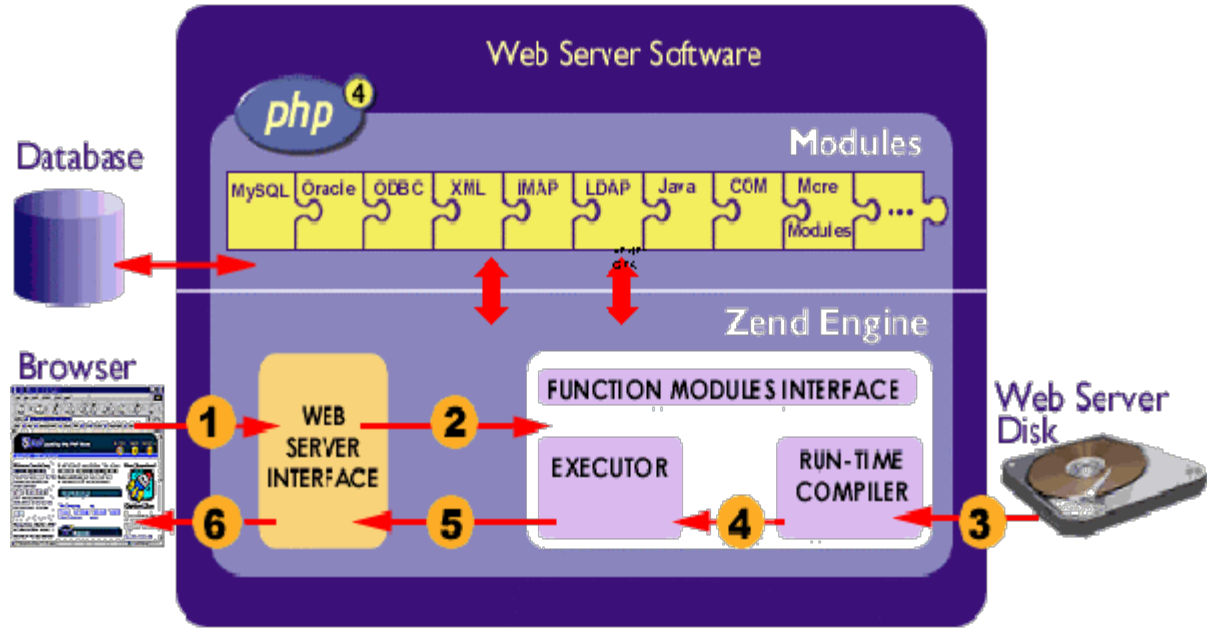 Web Server Software
php 4
Modules
Database
MySQL Oracle ODBC XML IMAP LDAP Java COM More
Modules
...
Zend Engine
Browser
FUNCTION MODULES INTERFACE
Web Server
Disk
1
WEB
SERVER
INTERFACE
2
EXECUTOR
RUN-TIME
COMPILER
6
5
4
3